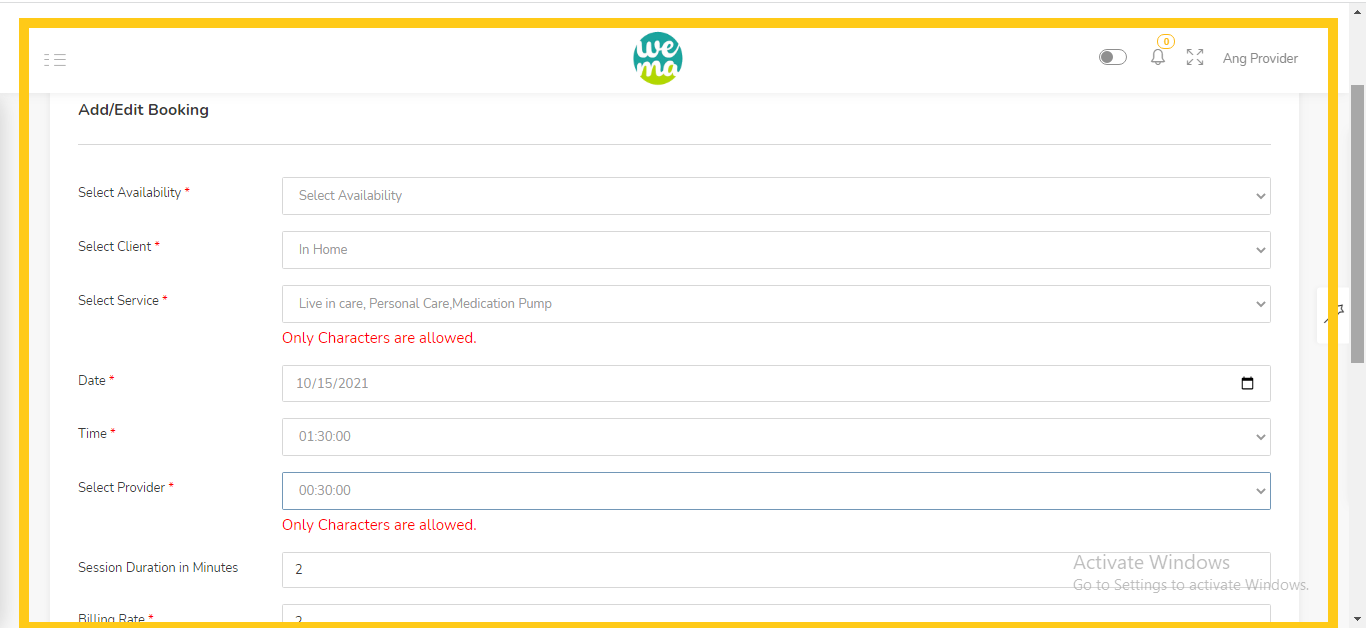 we
ma
0
Ang Provider
Add/Edit Booking
Select Availability *
Select Availability
Select Client *
In Home
Select Service *
Live in care, Personal Care,Medication Pump
Only Characters are allowed.
Date *
10/15/2021
Time *
01:30:00
Select Provider *
00:30:00
Only Characters are allowed.
Session Duration in Minutes
2
Activate Windows
Go to Settings to activate Windows.
Billing Rate *
2